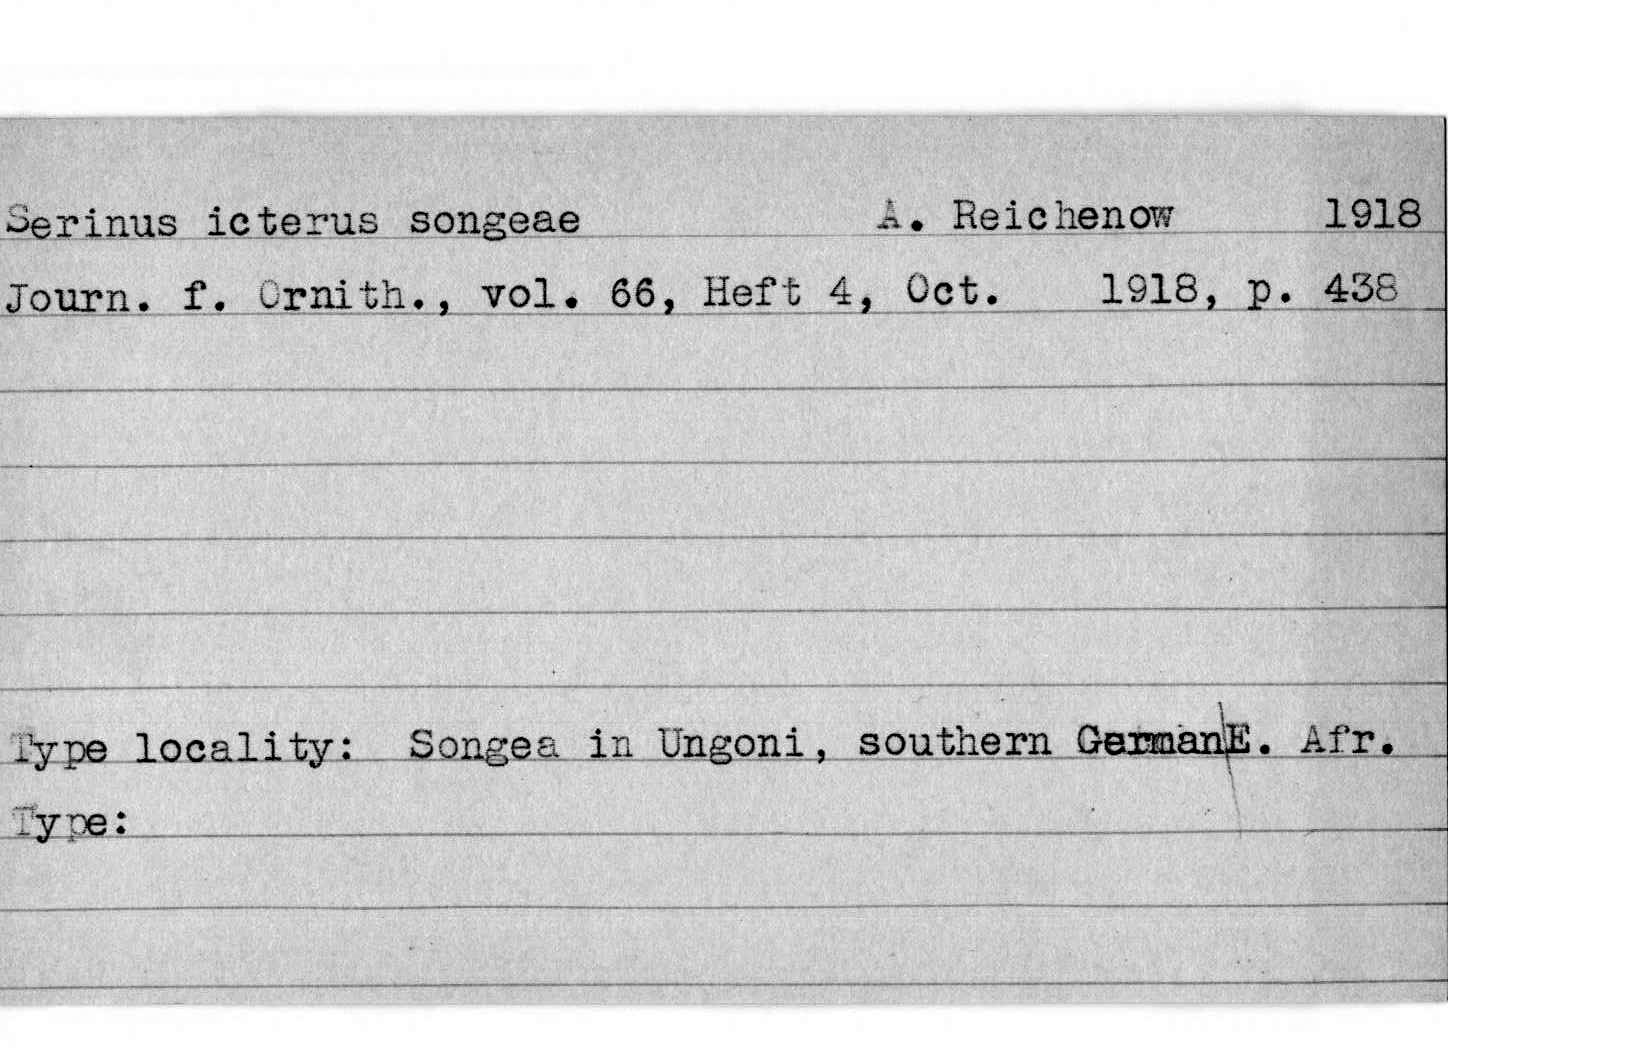 Serinus icterus songeae A. Reichenow 1918
Journ. f. Ornith., vol. 66, Heft 4, Oct. 1918, p. 438
Type locality: Songea in Ungoni, southern German E. Afr.
Type: